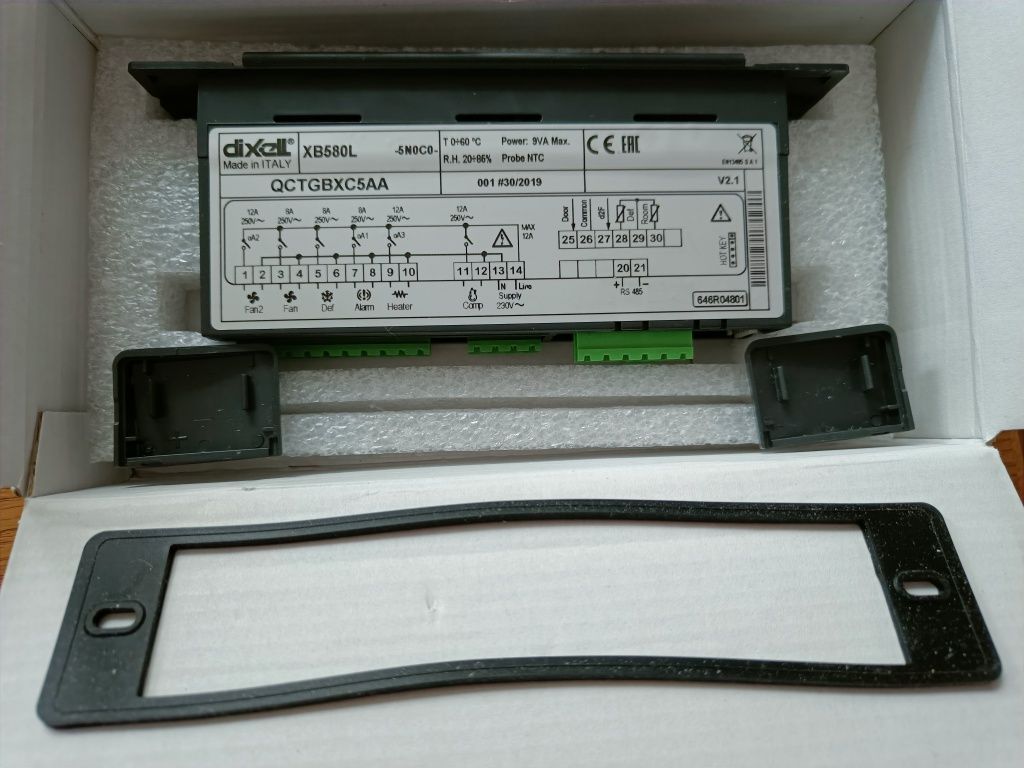 dixell
Made in ITALY
XB580L -5N0C0-
T 0÷60 °C Power: 9VA Max.
R.H. 20÷85% Probe NTC
CE EAC
QCTGBXC5AA
001 #30/2019
V2.1
12A 8A 8A 8A 12A 12A
250V~ 250V~ 250V~ 250V~ 250V~ 250V~
oA2 oA1 oA3
MAX
12A
Door Common d2F Def Room
25 26 27 28 29 30
HOT KEY
1 2 3 4 5 6 7 8 9 10 11 12 13 14
20 21
+ RS 485 -
Fan2 Fan Def Alarm Heater Comp
N Live
Supply
230V~
646R04801